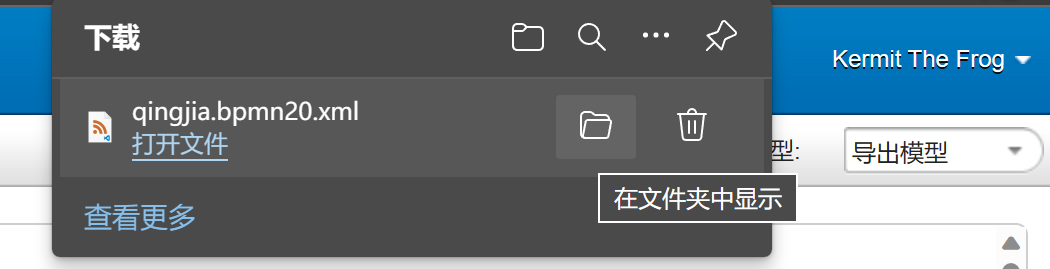 下载
Kermit The Frog
qingjia.bpmn20.xml
打开文件
型:
导出模型
在文件夹中显示
查看更多